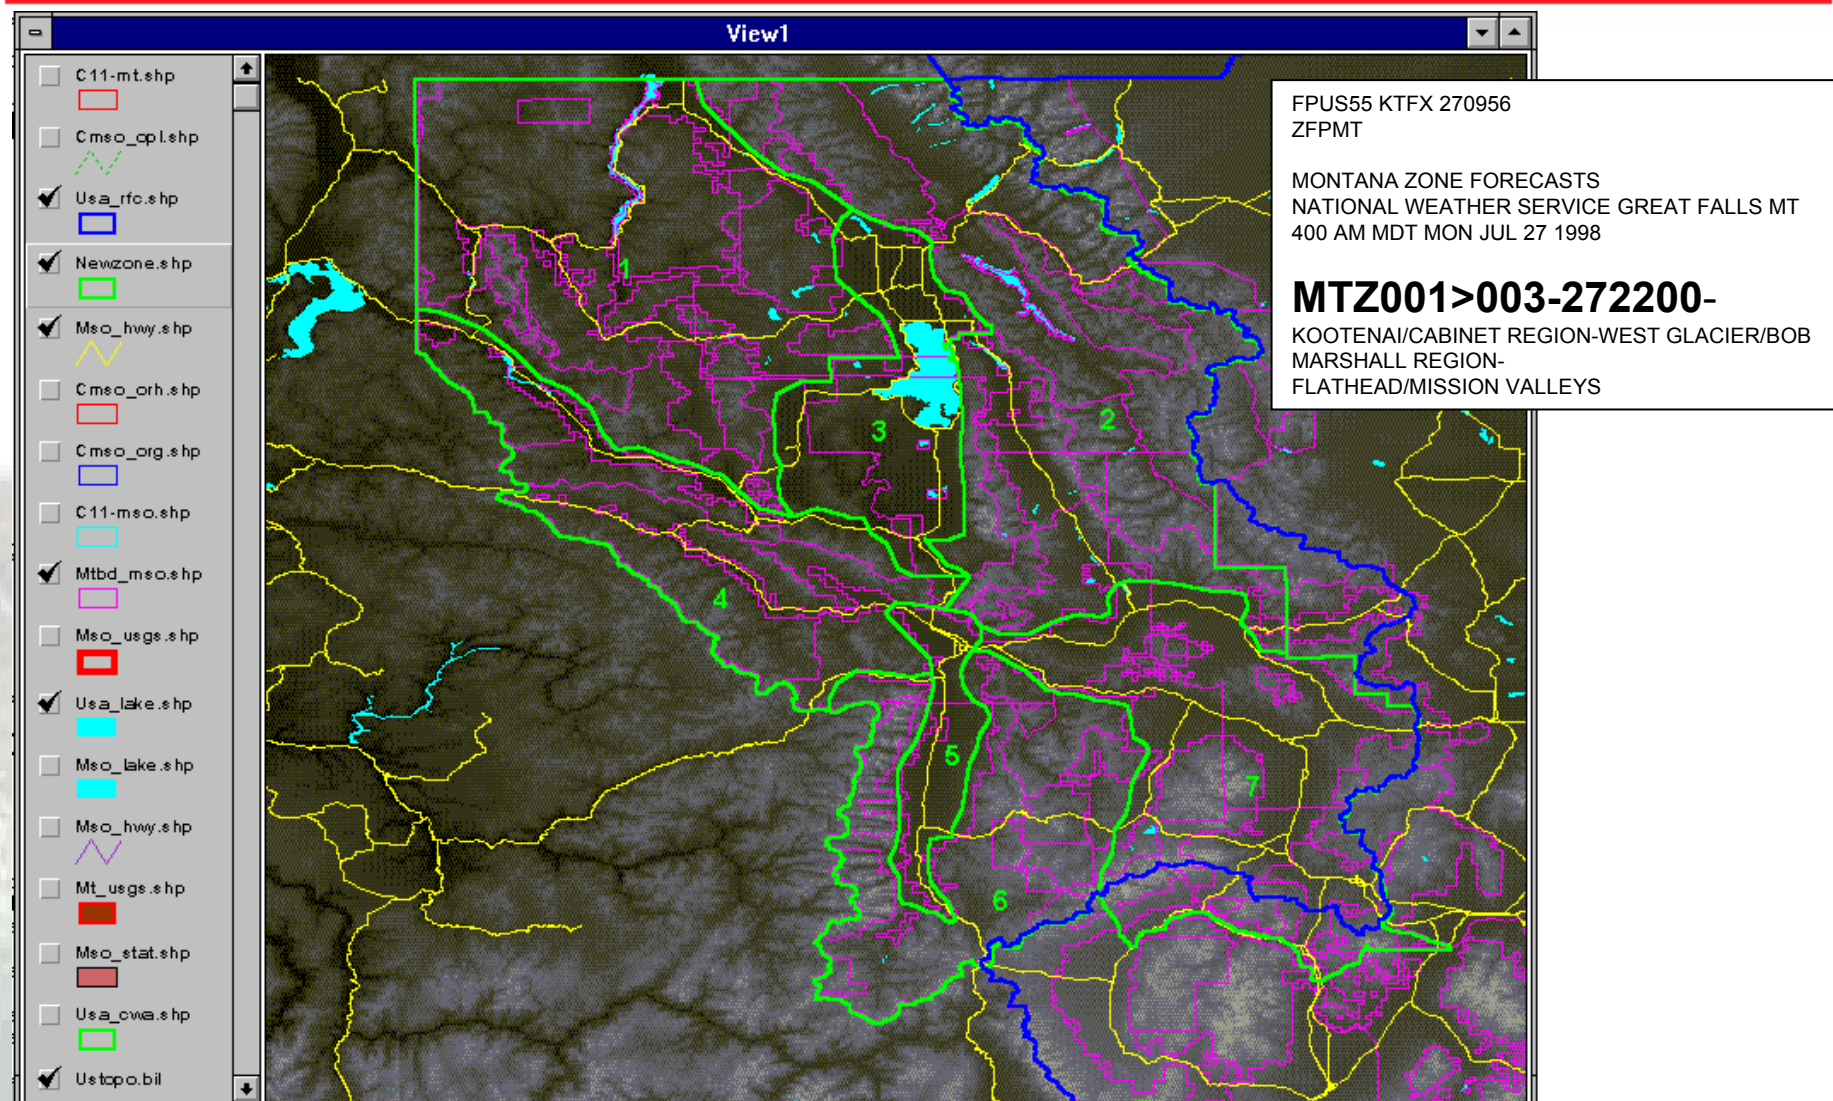 View1
C11-mt.shp
Cmso_opl.shp
Usa_rfc.shp
Newzone.shp
Mso_hwy.shp
Cmso_orh.shp
Cmso_org.shp
C11-mso.shp
Mtbd_mso.shp
Mso_usgs.shp
Usa_lake.shp
Mso_lake.shp
Mso_hwy.shp
Mt_usgs.shp
Mso_stat.shp
Usa_cwa.shp
Ustopo.bil
1
2
3
4
5
6
7
FPUS55 KTFX 270956
ZFPMT
MONTANA ZONE FORECASTS
NATIONAL WEATHER SERVICE GREAT FALLS MT
400 AM MDT MON JUL 27 1998
MTZ001>003-272200-
KOOTENAI/CABINET REGION-WEST GLACIER/BOB
MARSHALL REGION-
FLATHEAD/MISSION VALLEYS